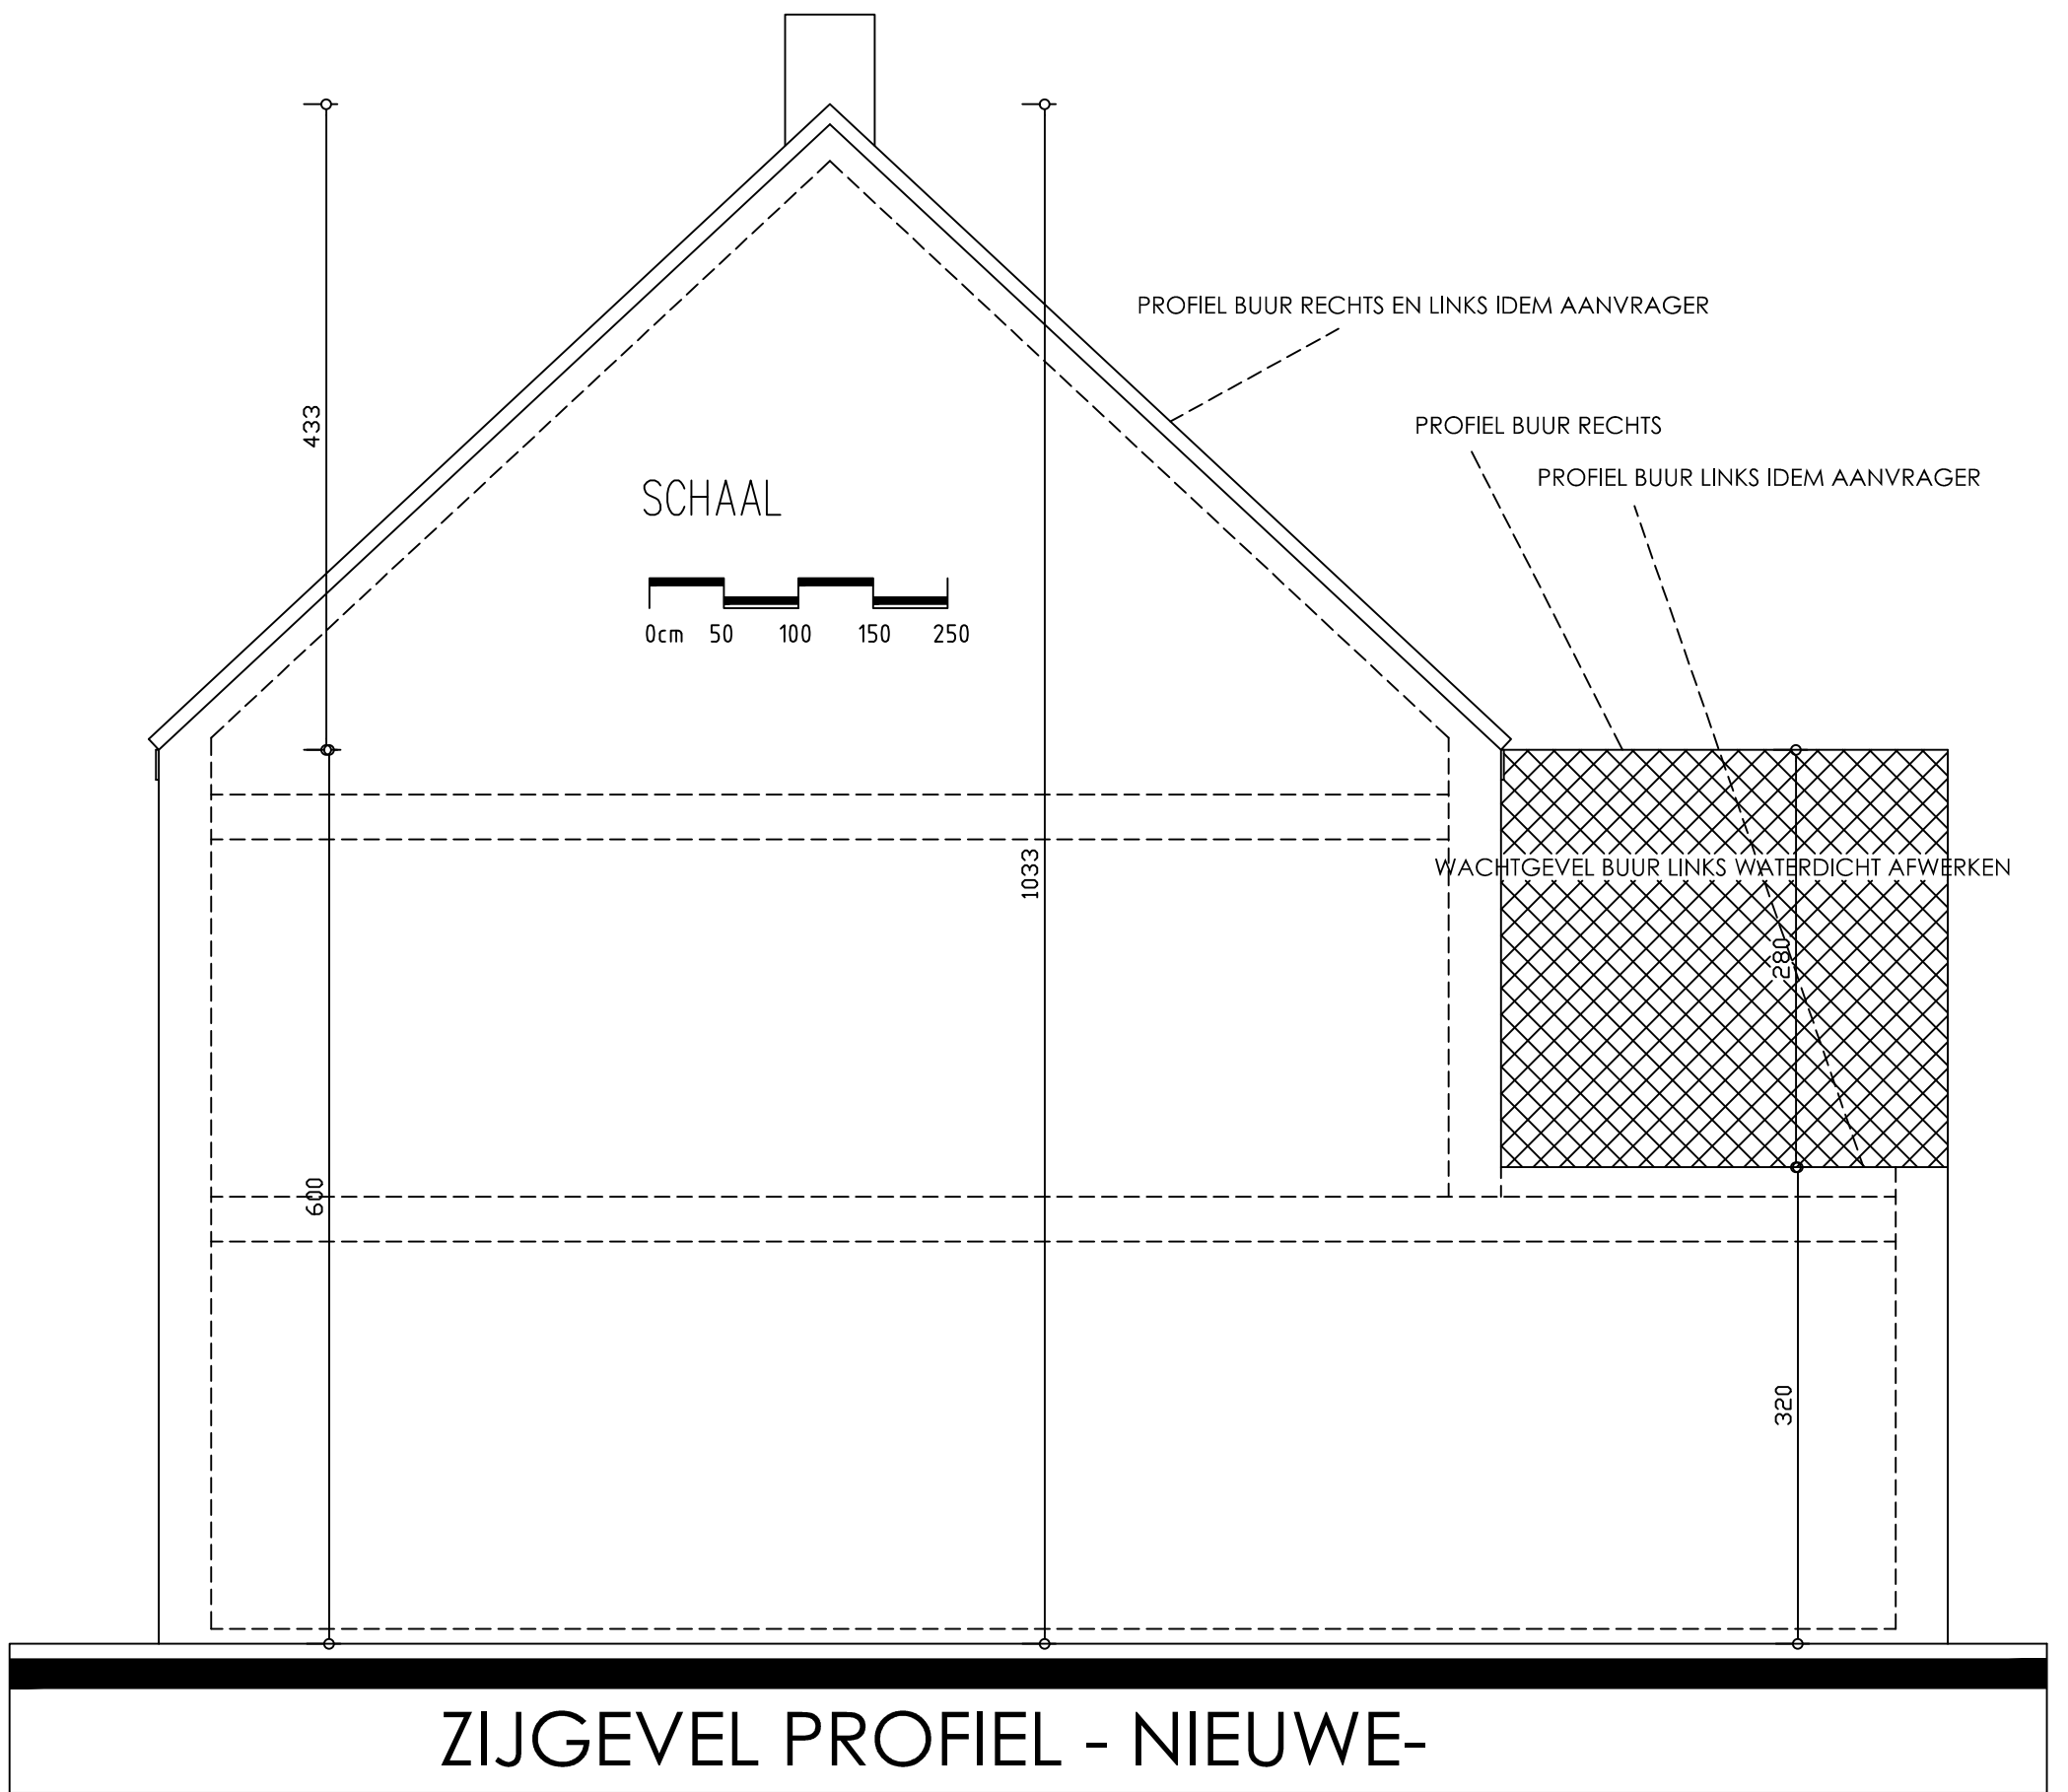 PROFIEL BUUR RECHTS EN LINKS IDEM AANVRAGER
433
PROFIEL BUUR RECHTS
PROFIEL BUUR LINKS IDEM AANVRAGER
SCHAAL
0cm 50 100 150 250
1033
WACHTGEVEL BUUR LINKS WATERDICHT AFWERKEN
280
600
320
ZIJGEVEL PROFIEL - NIEUWE-